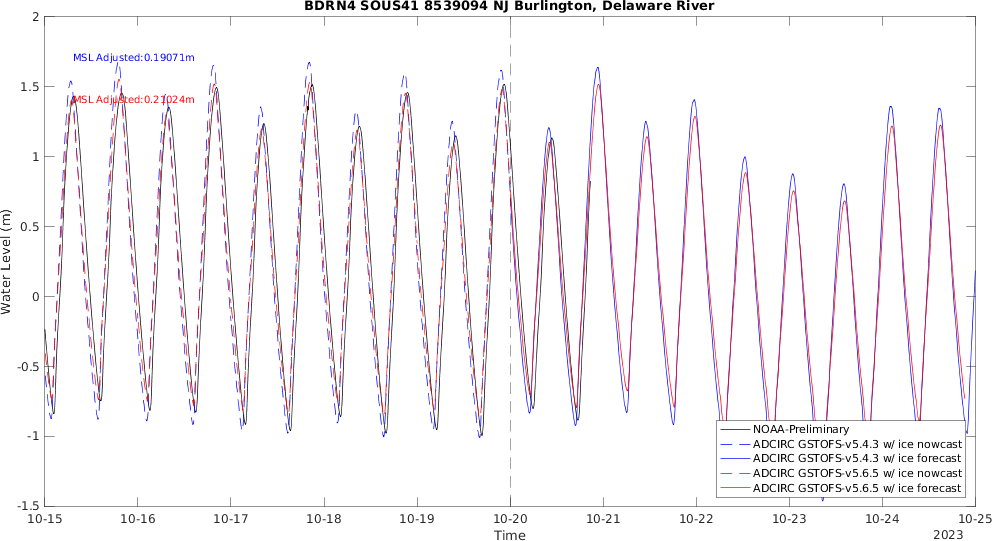 BDRN4 SOUS41 8539094 NJ Burlington, Delaware River
2
MSL Adjusted:0.19071m
1.5
MSL Adjusted:0.21024m
1
0.5
Water Level (m)
0
-0.5
-1
NOAA-Preliminary
ADCIRC GSTOFS-v5.4.3 w/ ice nowcast
ADCIRC GSTOFS-v5.4.3 w/ ice forecast
ADCIRC GSTOFS-v5.6.5 w/ ice nowcast
ADCIRC GSTOFS-v5.6.5 w/ ice forecast
-1.5
10-15 10-16 10-17 10-18 10-19 10-20 10-21 10-22 10-23 10-24 10-25
Time
2023